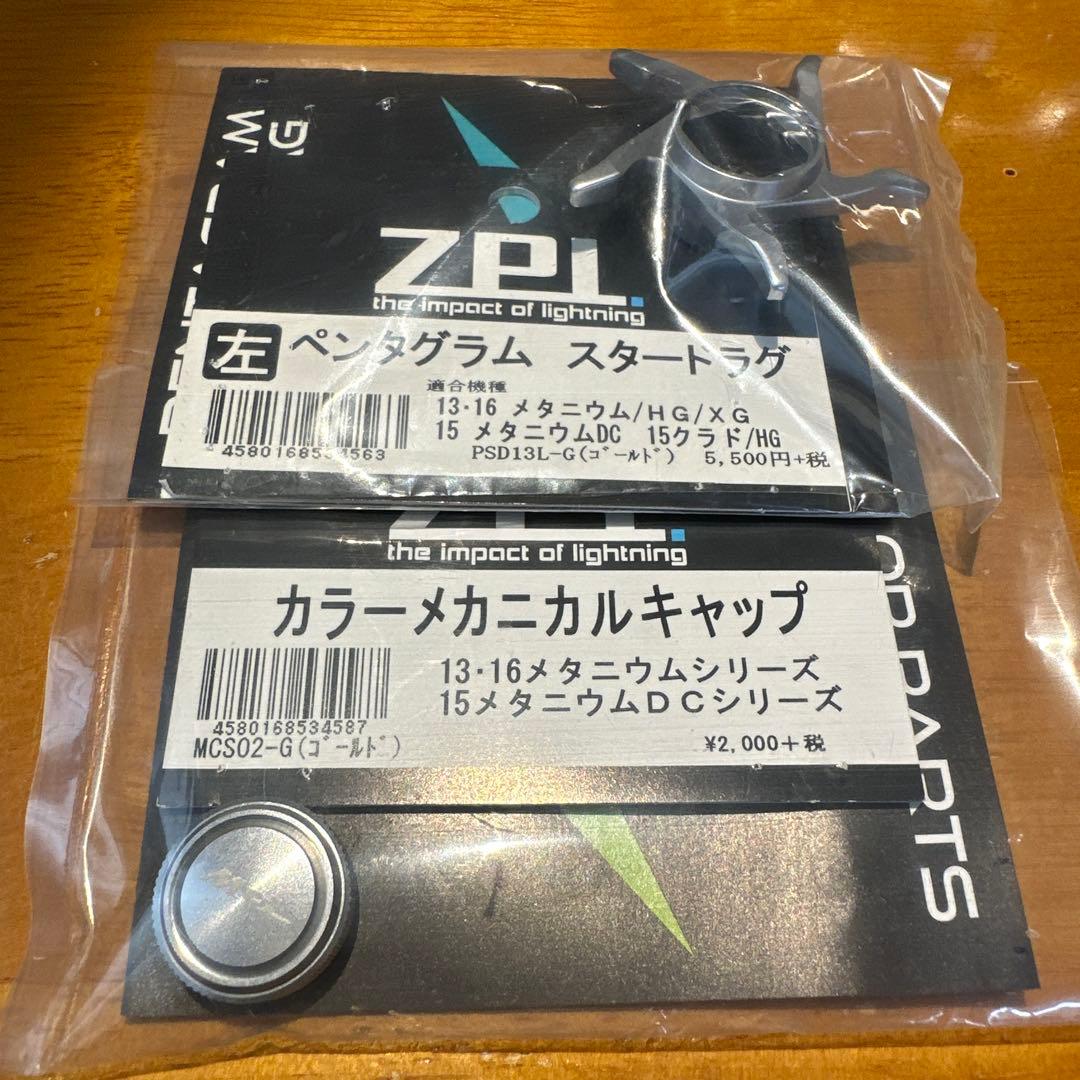 ZPI.
the impact of lightning
左 ペンタグラム スタードラグ
適合機種
13・16 メタニウム/HG/XG
15 メタニウムDC 15クラド/HG
4580168534563
PSD13L-G(ゴールド) 5,500円+税
ZPI.
the impact of lightning
カラーメカニカルキャップ
13・16メタニウムシリーズ
15メタニウムDCシリーズ
4580168534587
MCS02-G(ゴールド)
¥2,000+税
PARTS